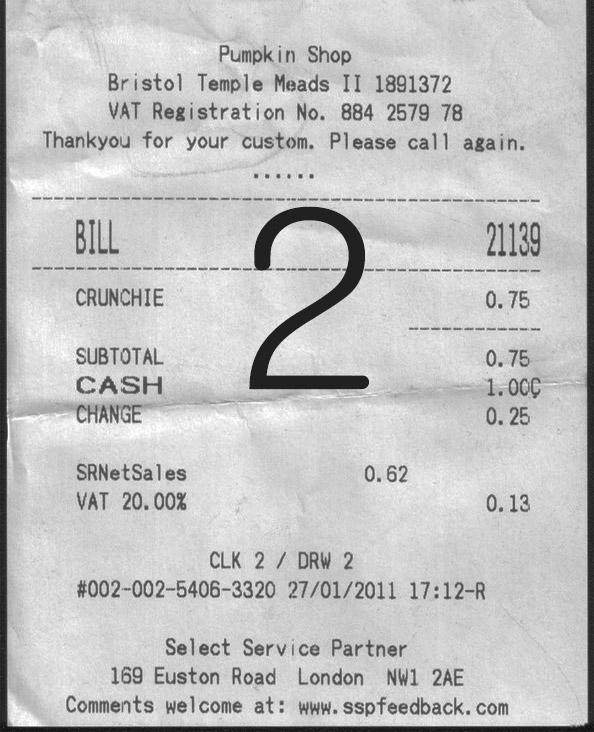 Pumpkin Shop
Bristol Temple Meads II 1891372
VAT Registration No. 884 2579 78
Thankyou for your custom. Please call again.
......
BILL 21139
2
CRUNCHIE 0.75
SUBTOTAL 0.75
CASH 1.00Ç
CHANGE 0.25
SRNetSales 0.62
VAT 20.00% 0.13
CLK 2 / DRW 2
#002-002-5406-3320 27/01/2011 17:12-R
Select Service Partner
169 Euston Road London NW1 2AE
Comments welcome at: www.sspfeedback.com